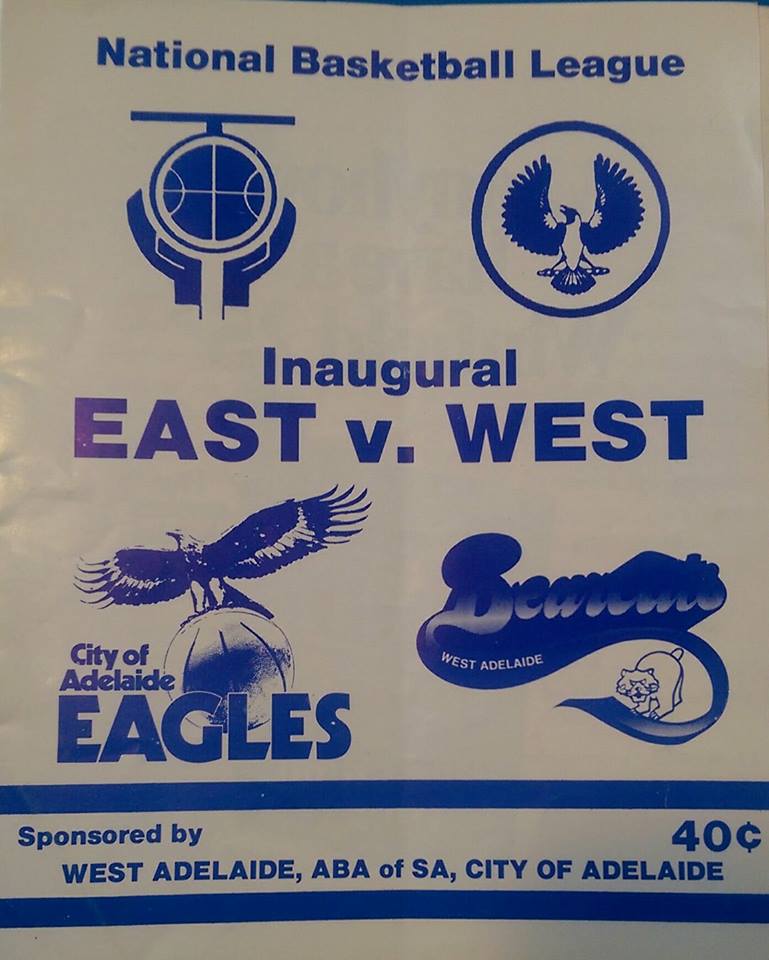 National Basketball League
Inaugural
EAST v. WEST
City of
Adelaide
EAGLES
Bearcats
WEST ADELAIDE
Sponsored by
40¢
WEST ADELAIDE, ABA of SA, CITY OF ADELAIDE